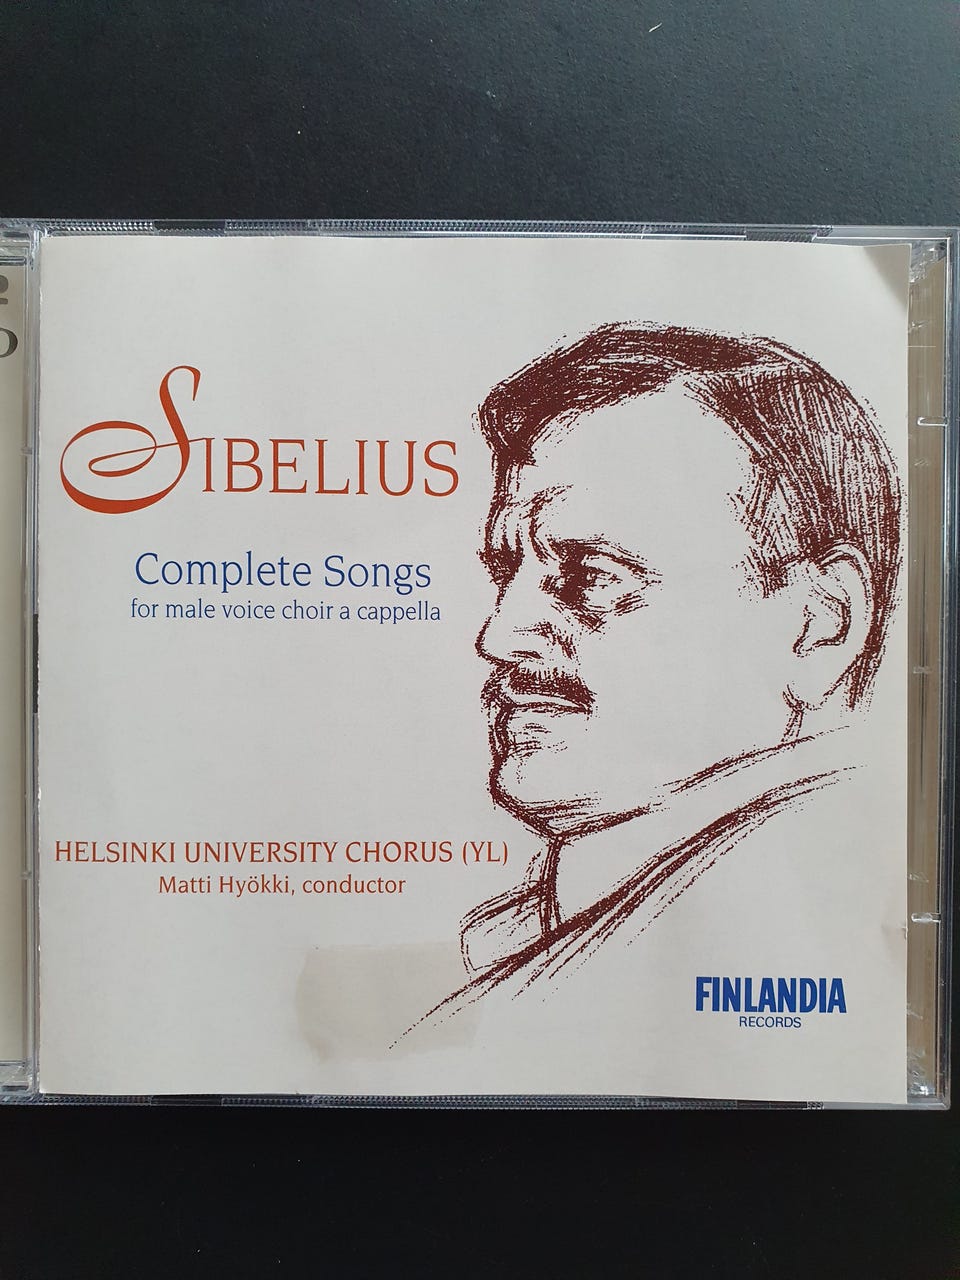 SIBELIUS
Complete Songs
for male voice choir a cappella
HELSINKI UNIVERSITY CHORUS (YL)
Matti Hyökki, conductor
FINLANDIA
RECORDS